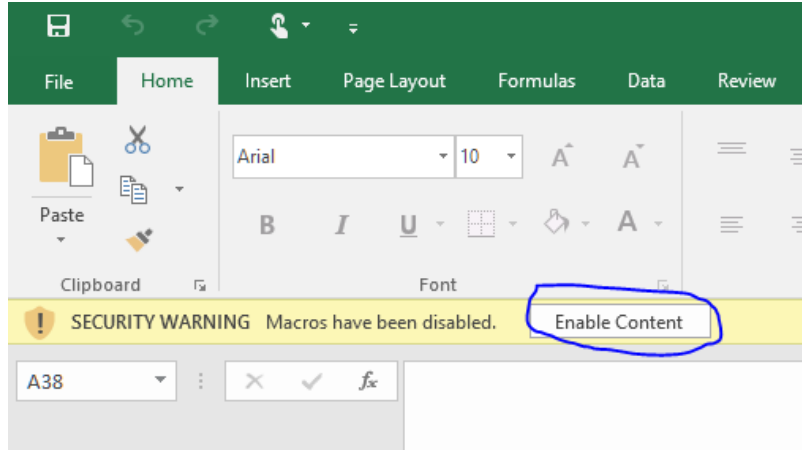 File Home Insert Page Layout Formulas Data Review
Arial 10 A A
Paste
B I U A
Clipboard Font
! SECURITY WARNING Macros have been disabled. Enable Content
A38 fx